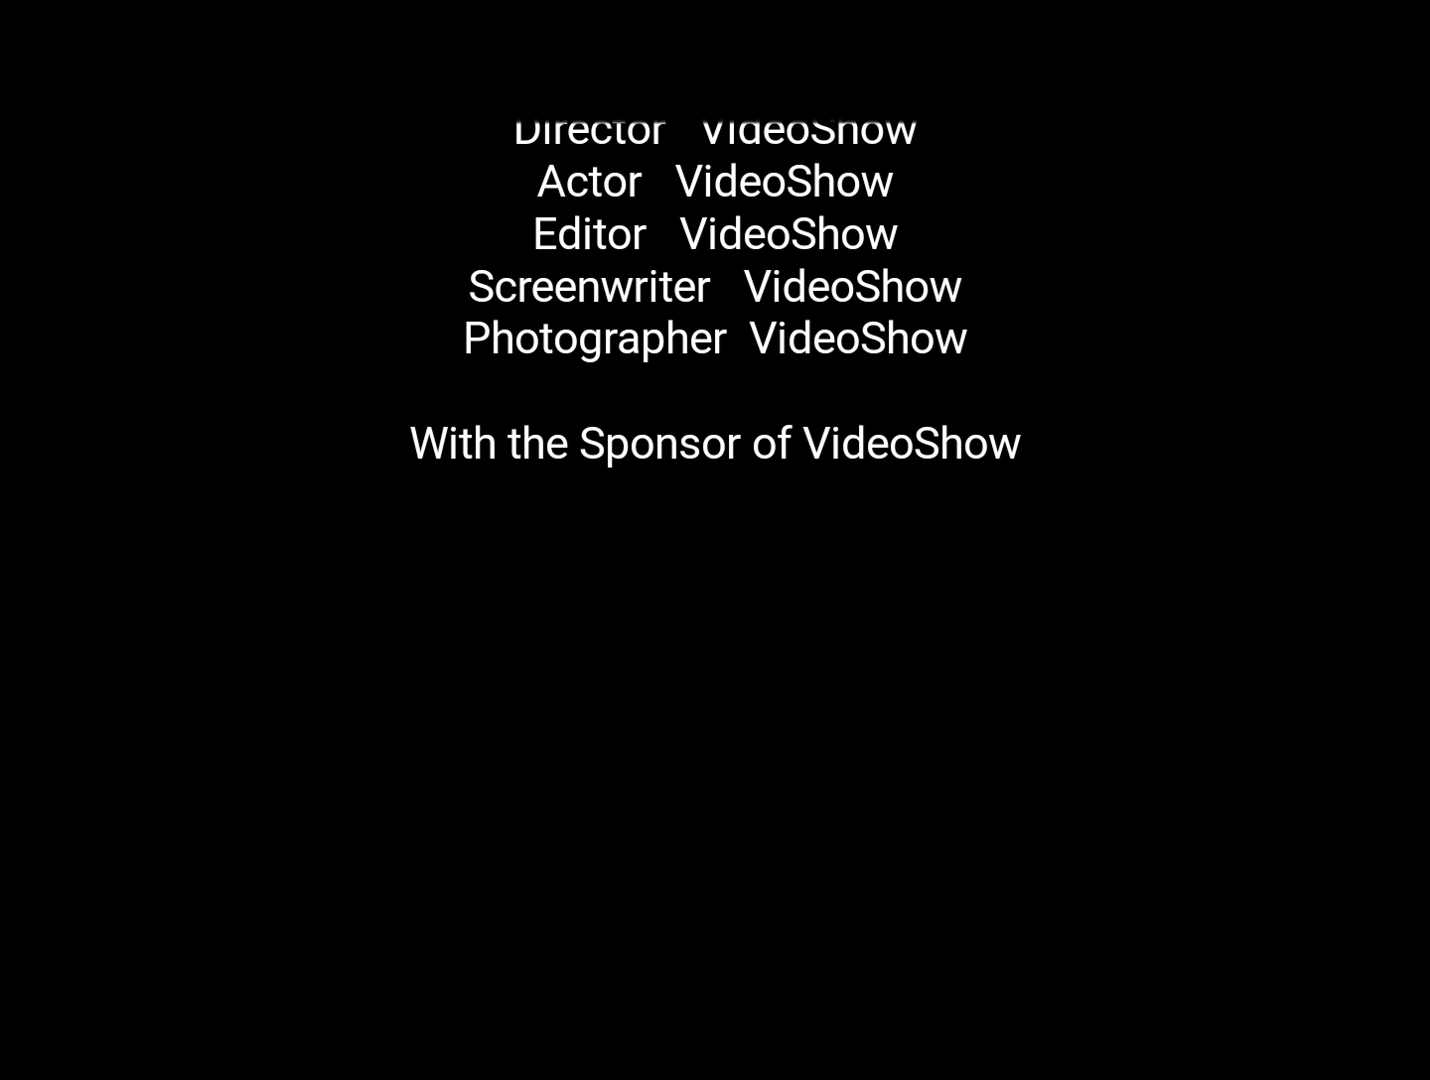 Director VideoShow
Actor VideoShow
Editor VideoShow
Screenwriter VideoShow
Photographer VideoShow
With the Sponsor of VideoShow